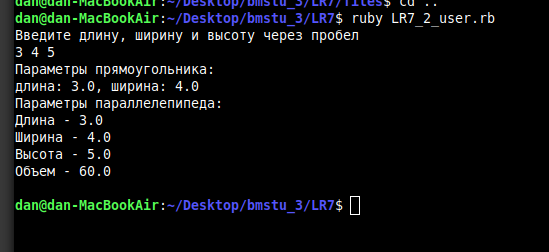 dan@dan-MacBookAir:~/Desktop/bmstu_3/LR7/files$ cd ..
dan@dan-MacBookAir:~/Desktop/bmstu_3/LR7$ ruby LR7_2_user.rb
Введите длину, ширину и высоту через пробел
3 4 5
Параметры прямоугольника:
длина: 3.0, ширина: 4.0
Параметры параллелепипеда:
Длина - 3.0
Ширина - 4.0
Высота - 5.0
Объем - 60.0
dan@dan-MacBookAir:~/Desktop/bmstu_3/LR7$